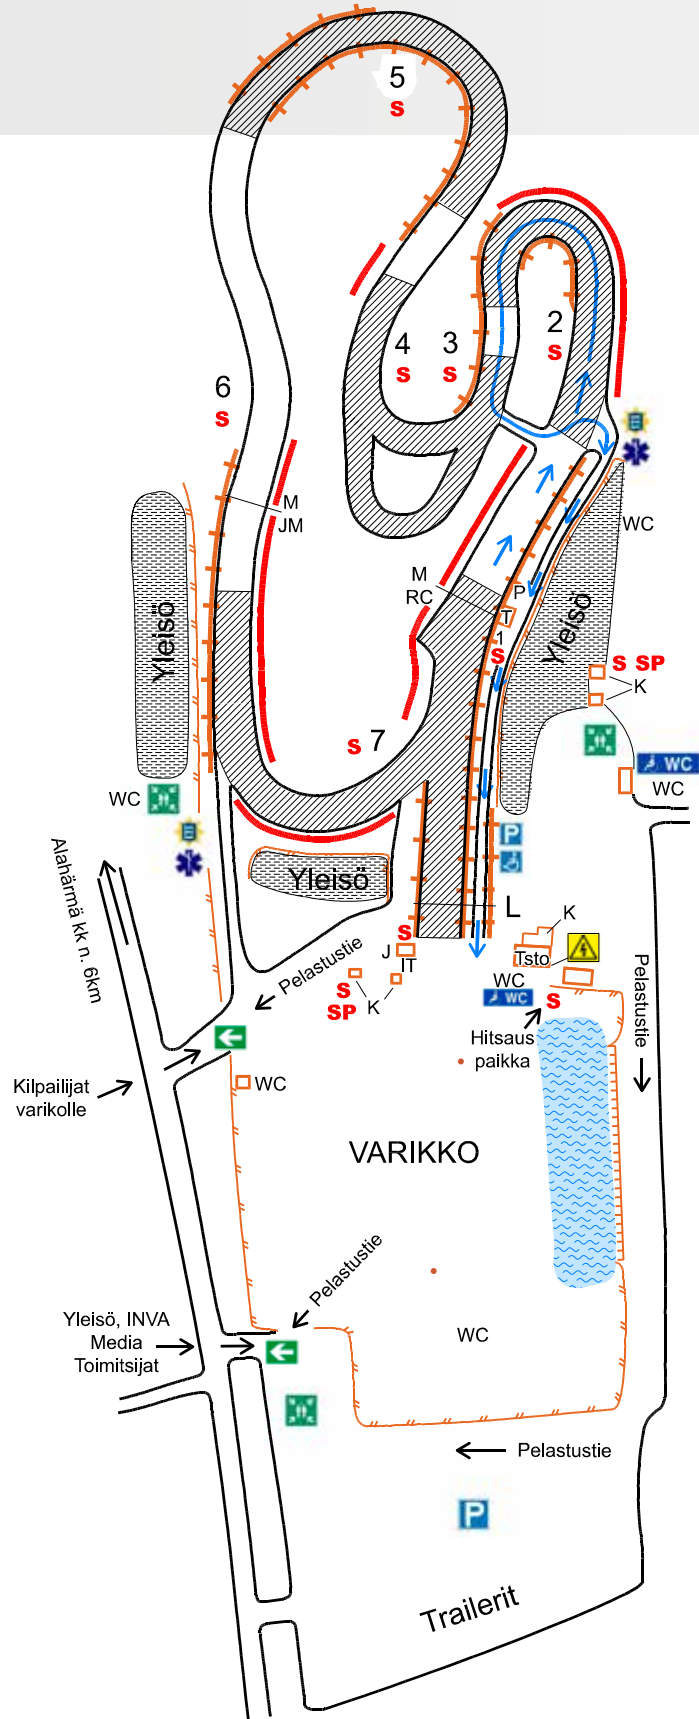 5
S
2
S
4
S
3
S
6
S
M
JM
WC
Yleisö
M
RC
P
T
1
S
Yleisö
S SP
K
S 7
WC
WC
WC
P
Alahärmä kk n. 6km
Yleisö
L
S
J
IT
K
Tsto
Pelastustie
S
SP
K
WC
WC
S
Hitsaus
paikka
Pelastustie
Kilpailijat
varikolle
WC
VARIKKO
Pelastustie
Yleisö, INVA
Media
Toimitsijat
WC
Pelastustie
P
Trailerit